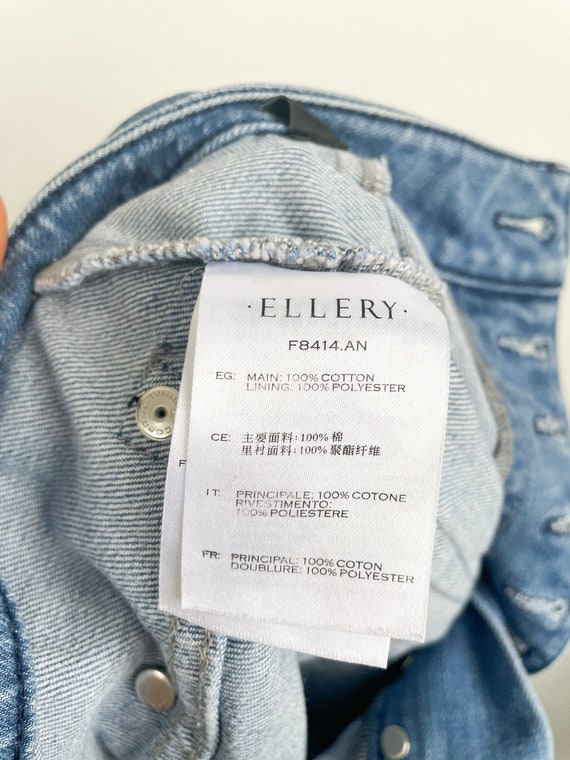 ·ELLERY·
F8414.AN
EG: MAIN: 100% COTTON
LINING: 100% POLYESTER
CE: 主要面料:100% 棉
里衬面料:100% 聚酯纤维
IT: PRINCIPALE: 100% COTONE
RIVESTIMENTO:
100% POLIESTERE
FR: PRINCIPAL: 100% COTON
DOUBLURE: 100% POLYESTER
F